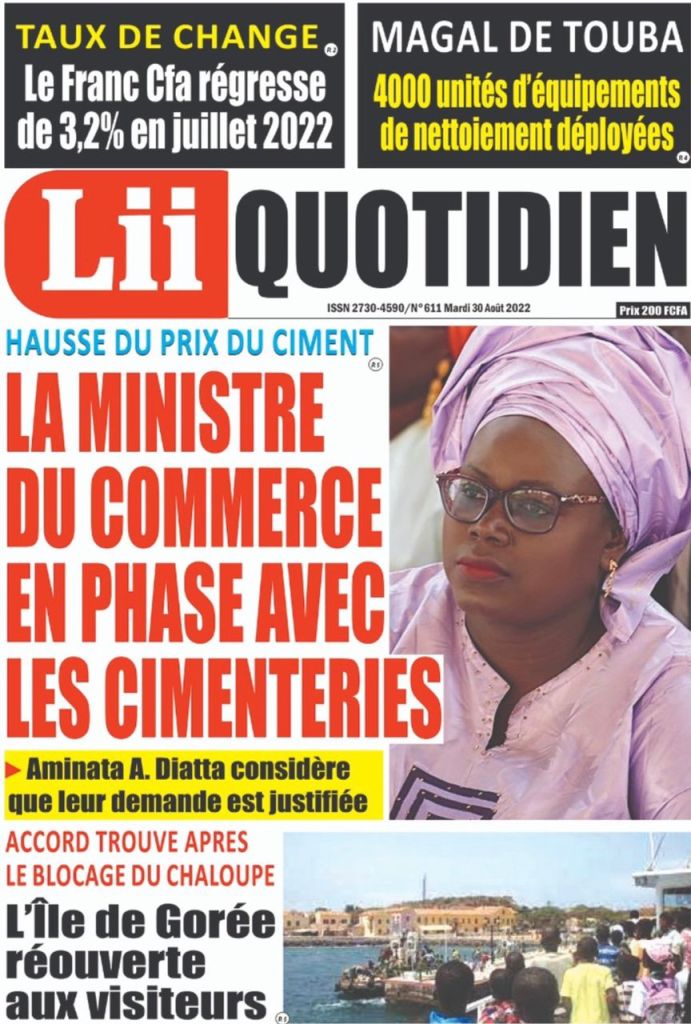 TAUX DE CHANGE R2
Le Franc Cfa régresse
de 3,2% en juillet 2022
MAGAL DE TOUBA
4000 unités d'équipements
de nettoiement déployées R4
Lii QUOTIDIEN
ISSN 2730-4590/N°611 Mardi 30 Août 2022
Prix 200 FCFA
HAUSSE DU PRIX DU CIMENT
R5
LA MINISTRE
DU COMMERCE
EN PHASE AVEC
LES CIMENTERIES
Aminata A. Diatta considère
que leur demande est justifiée
ACCORD TROUVE APRES
LE BLOCAGE DU CHALOUPE
L'Île de Gorée
réouverte
aux visiteurs R5